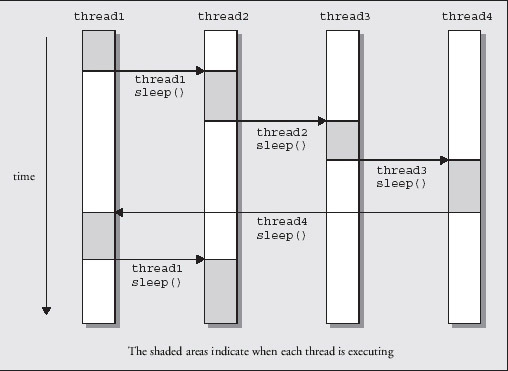 thread1 thread2 thread3 thread4
thread1
sleep()
thread2
sleep()
thread3
sleep()
time
thread4
sleep()
thread1
sleep()
The shaded areas indicate when each thread is executing